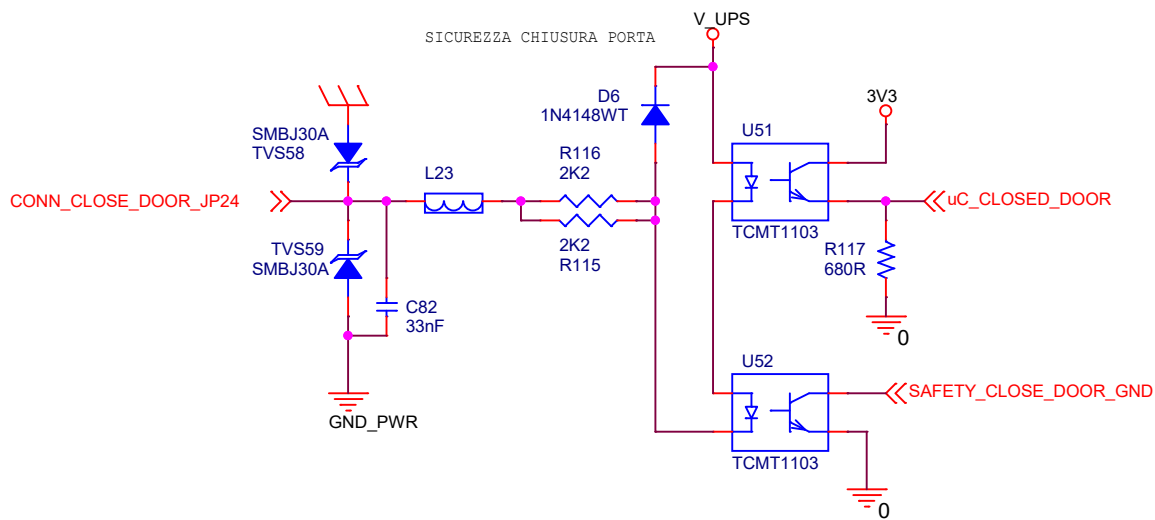 SICUREZZA CHIUSURA PORTA
V_UPS
D6
1N4148WT
3V3
SMBJ30A
TVS58
U51
R116
2K2
L23
CONN_CLOSE_DOOR_JP24
uC_CLOSED_DOOR
TCMT1103
2K2
R115
TVS59
SMBJ30A
R117
680R
C82
33nF
0
U52
SAFETY_CLOSE_DOOR_GND
GND_PWR
TCMT1103
0